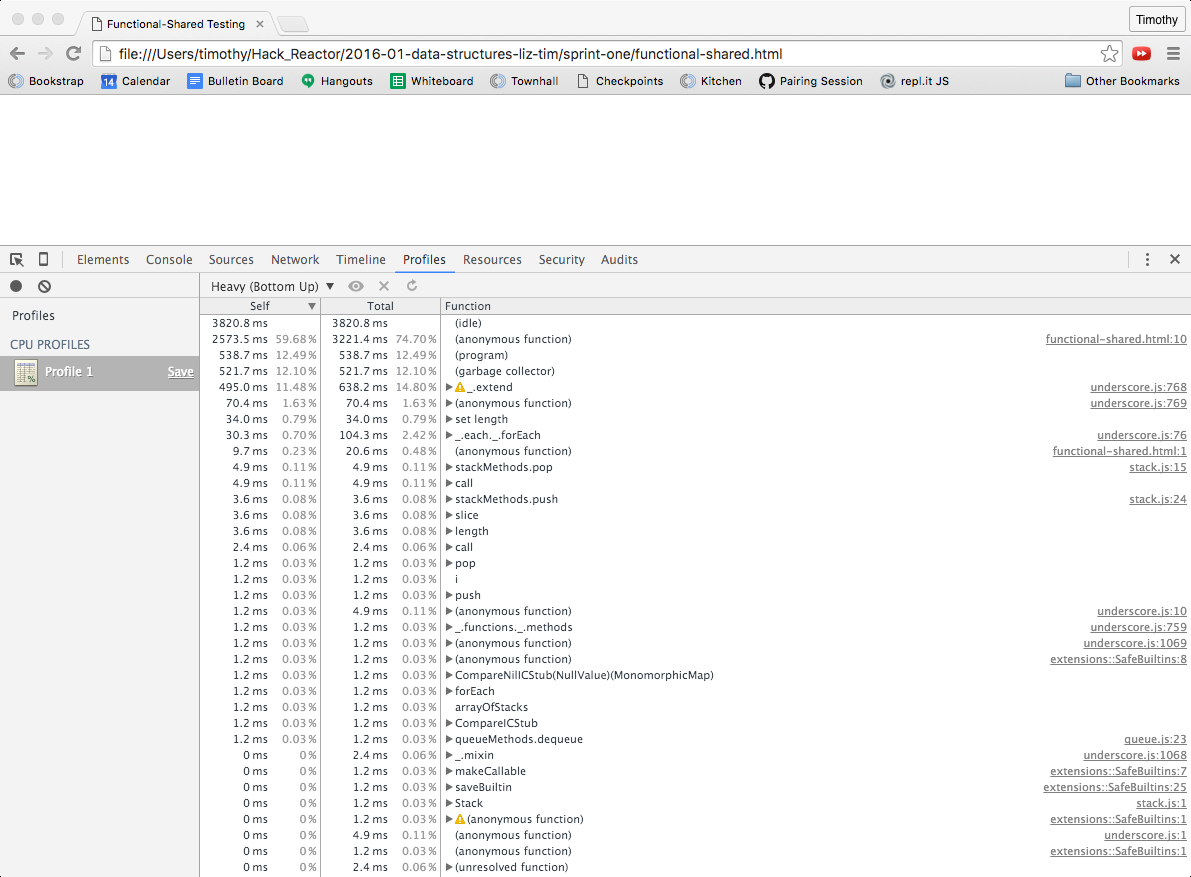 Functional-Shared Testing
Timothy
file:///Users/timothy/Hack_Reactor/2016-01-data-structures-liz-tim/sprint-one/functional-shared.html
Bookstrap 14 Calendar Bulletin Board Hangouts Whiteboard Townhall Checkpoints Kitchen Pairing Session repl.it JS Other Bookmarks
Elements Console Sources Network Timeline Profiles Resources Security Audits
Heavy (Bottom Up)
Profiles
CPU PROFILES
Profile 1 Save
%
Self Total Function
3820.8 ms 3820.8 ms (idle)
2573.5 ms 59.68 % 3221.4 ms 74.70 % (anonymous function) functional-shared.html:10
538.7 ms 12.49 % 538.7 ms 12.49 % (program)
521.7 ms 12.10 % 521.7 ms 12.10 % (garbage collector)
495.0 ms 11.48 % 638.2 ms 14.80 % _.extend underscore.js:768
70.4 ms 1.63 % 70.4 ms 1.63 % (anonymous function) underscore.js:769
34.0 ms 0.79 % 34.0 ms 0.79 % set length
30.3 ms 0.70 % 104.3 ms 2.42 % _.each._.forEach underscore.js:76
9.7 ms 0.23 % 20.6 ms 0.48 % (anonymous function) functional-shared.html:1
4.9 ms 0.11 % 4.9 ms 0.11 % stackMethods.pop stack.js:15
4.9 ms 0.11 % 4.9 ms 0.11 % call
3.6 ms 0.08 % 3.6 ms 0.08 % stackMethods.push stack.js:24
3.6 ms 0.08 % 3.6 ms 0.08 % slice
3.6 ms 0.08 % 3.6 ms 0.08 % length
2.4 ms 0.06 % 2.4 ms 0.06 % call
1.2 ms 0.03 % 1.2 ms 0.03 % pop
1.2 ms 0.03 % 1.2 ms 0.03 % i
1.2 ms 0.03 % 1.2 ms 0.03 % push
1.2 ms 0.03 % 4.9 ms 0.11 % (anonymous function) underscore.js:10
1.2 ms 0.03 % 1.2 ms 0.03 % _.functions._.methods underscore.js:759
1.2 ms 0.03 % 1.2 ms 0.03 % (anonymous function) underscore.js:1069
1.2 ms 0.03 % 1.2 ms 0.03 % (anonymous function) extensions::SafeBuiltins:8
1.2 ms 0.03 % 1.2 ms 0.03 % CompareNilICStub(NullValue)(MonomorphicMap)
1.2 ms 0.03 % 1.2 ms 0.03 % forEach
1.2 ms 0.03 % 1.2 ms 0.03 % arrayOfStacks
1.2 ms 0.03 % 1.2 ms 0.03 % CompareICStub
1.2 ms 0.03 % 1.2 ms 0.03 % queueMethods.dequeue queue.js:23
0 ms 0 % 2.4 ms 0.06 % _.mixin underscore.js:1068
0 ms 0 % 1.2 ms 0.03 % makeCallable extensions::SafeBuiltins:7
0 ms 0 % 1.2 ms 0.03 % saveBuiltin extensions::SafeBuiltins:25
0 ms 0 % 1.2 ms 0.03 % Stack stack.js:1
0 ms 0 % 1.2 ms 0.03 % (anonymous function) extensions::SafeBuiltins:1
0 ms 0 % 4.9 ms 0.11 % (anonymous function) underscore.js:1
0 ms 0 % 1.2 ms 0.03 % (anonymous function) extensions::SafeBuiltins:1
0 ms 0 % 2.4 ms 0.06 % (unresolved function)